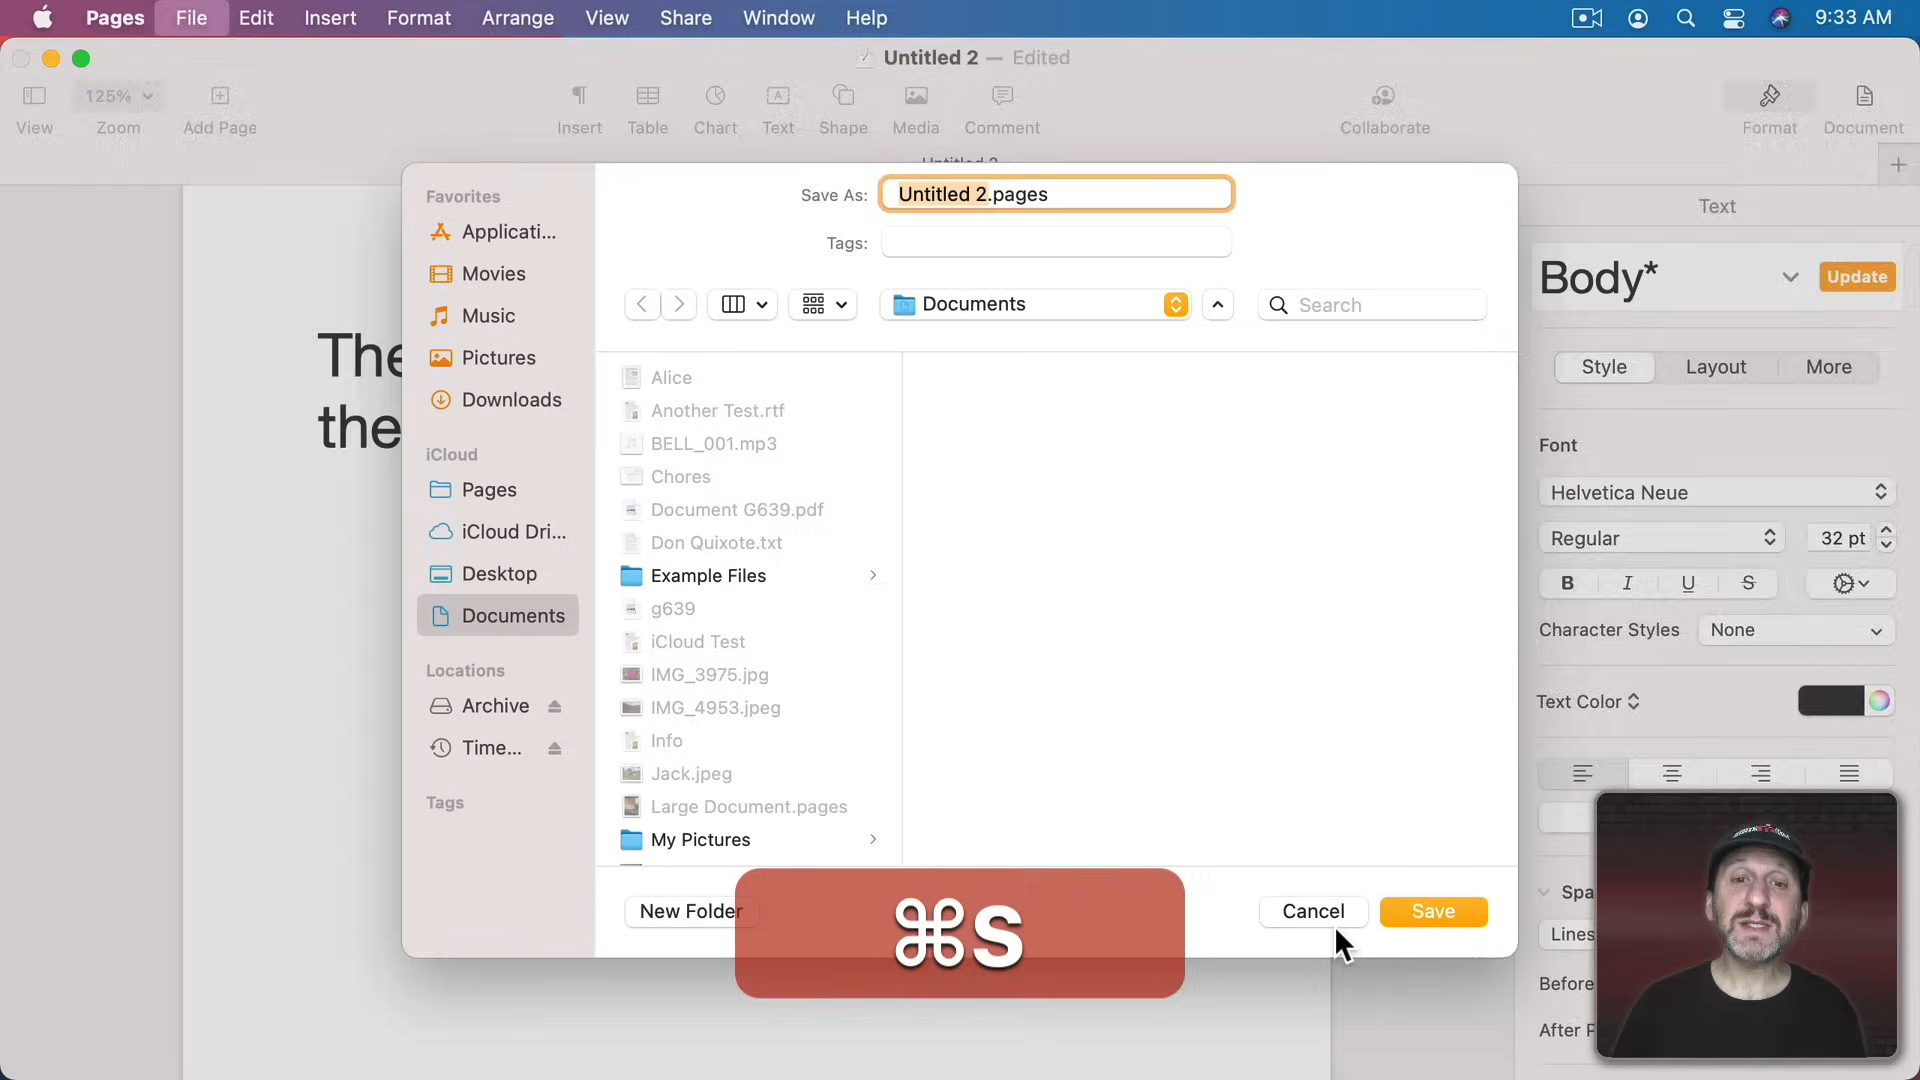 Pages File Edit Insert Format Arrange View Share Window Help 9:33 AM
Untitled 2 — Edited
125%
View Zoom Add Page Insert Table Chart Text Shape Media Comment Collaborate Format Document
Save As: Untitled 2.pages
Tags:
Documents
Search
Favorites
Applicati...
Movies
Music
Pictures
Downloads
iCloud
Pages
iCloud Dri...
Desktop
Documents
Locations
Archive
Time...
Tags
Alice
Another Test.rtf
BELL_001.mp3
Chores
Document G639.pdf
Don Quixote.txt
Example Files
g639
iCloud Test
IMG_3975.jpg
IMG_4953.jpeg
Info
Jack.jpeg
Large Document.pages
My Pictures
New Folder
Cancel
Save
⌘S
The
the
Text
Body*
Update
Style Layout More
Font
Helvetica Neue
Regular 32 pt
B I U S
Character Styles None
Text Color
Spa
Lines
Before
After P